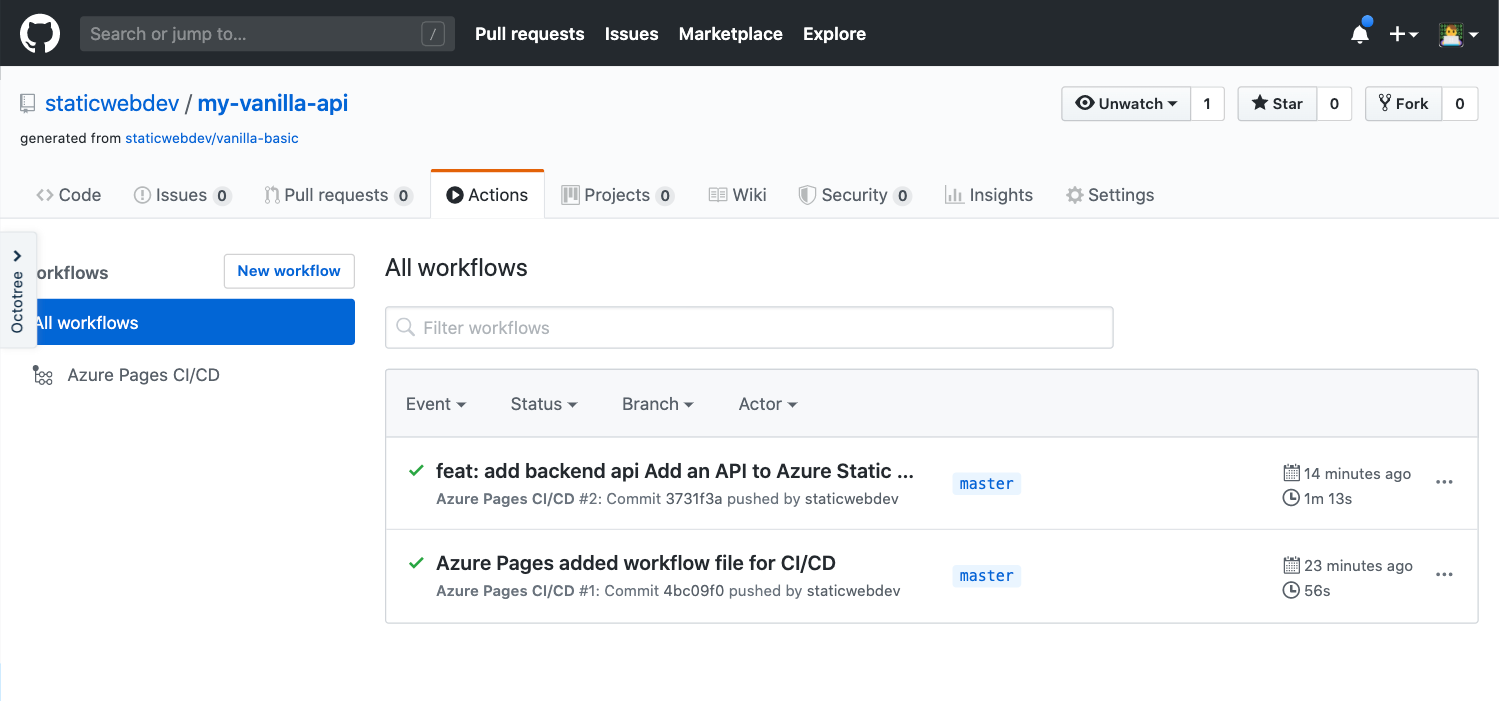 Search or jump to... / Pull requests Issues Marketplace Explore
staticwebdev / my-vanilla-api Unwatch 1 Star 0 Fork 0
generated from staticwebdev/vanilla-basic
Code Issues 0 Pull requests 0 Actions Projects 0 Wiki Security 0 Insights Settings
Octotree
orkflows New workflow
All workflows
Azure Pages CI/CD
All workflows
Filter workflows
Event Status Branch Actor
feat: add backend api Add an API to Azure Static ...
Azure Pages CI/CD #2: Commit 3731f3a pushed by staticwebdev
master
14 minutes ago
1m 13s
Azure Pages added workflow file for CI/CD
Azure Pages CI/CD #1: Commit 4bc09f0 pushed by staticwebdev
master
23 minutes ago
56s